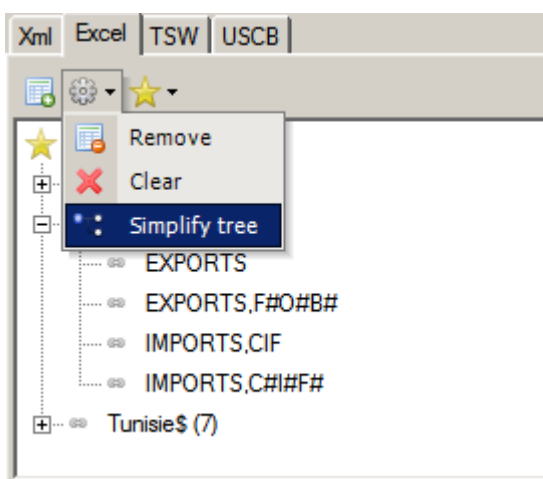 Xml Excel TSW USCB
Remove
Clear
Simplify tree
EXPORTS
EXPORTS,F#O#B#
IMPORTS,CIF
IMPORTS,C#I#F#
Tunisie$ (7)